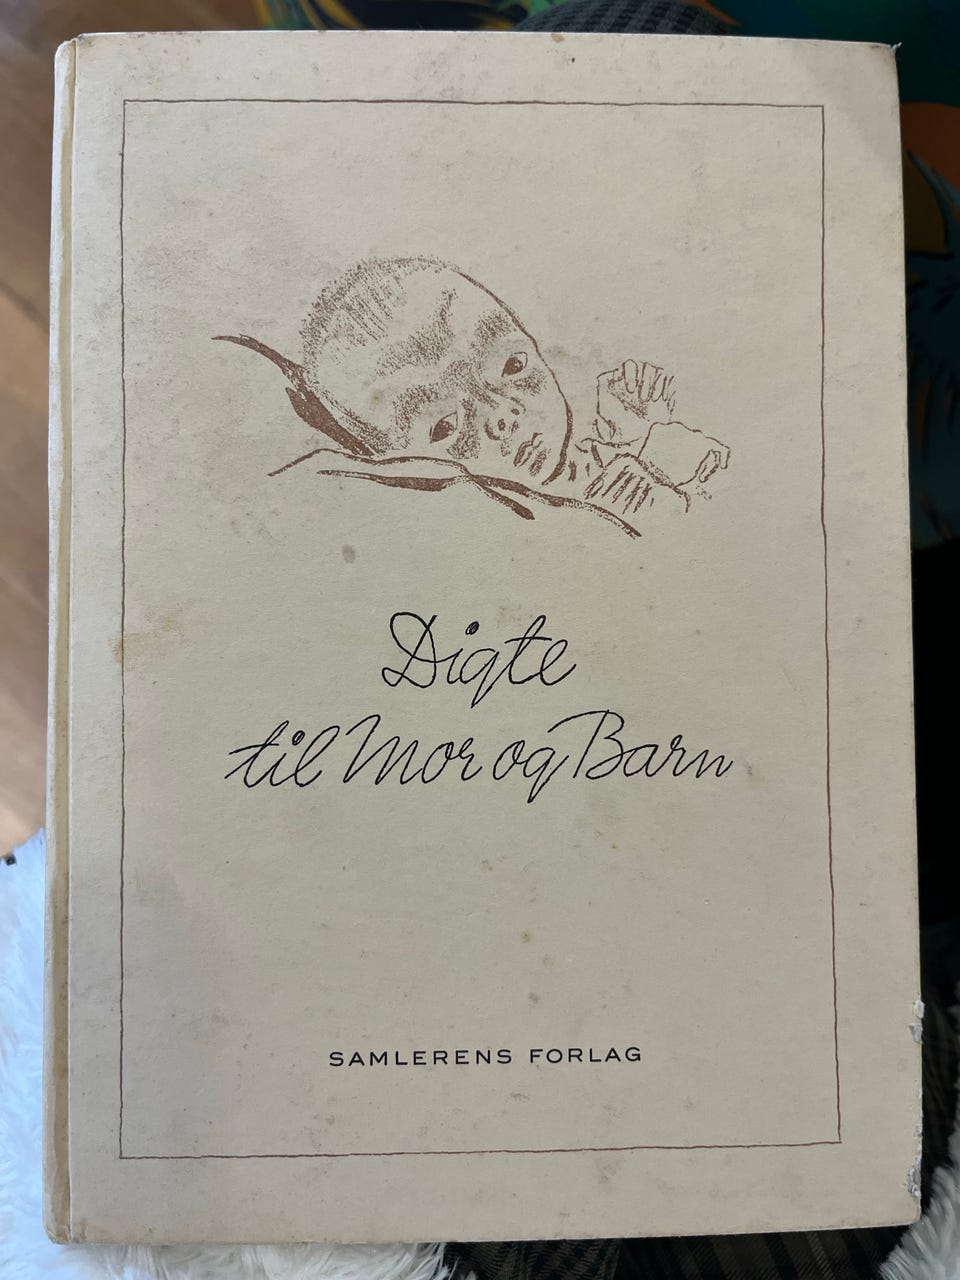 Digte
til Mor og Barn
SAMLERENS FORLAG